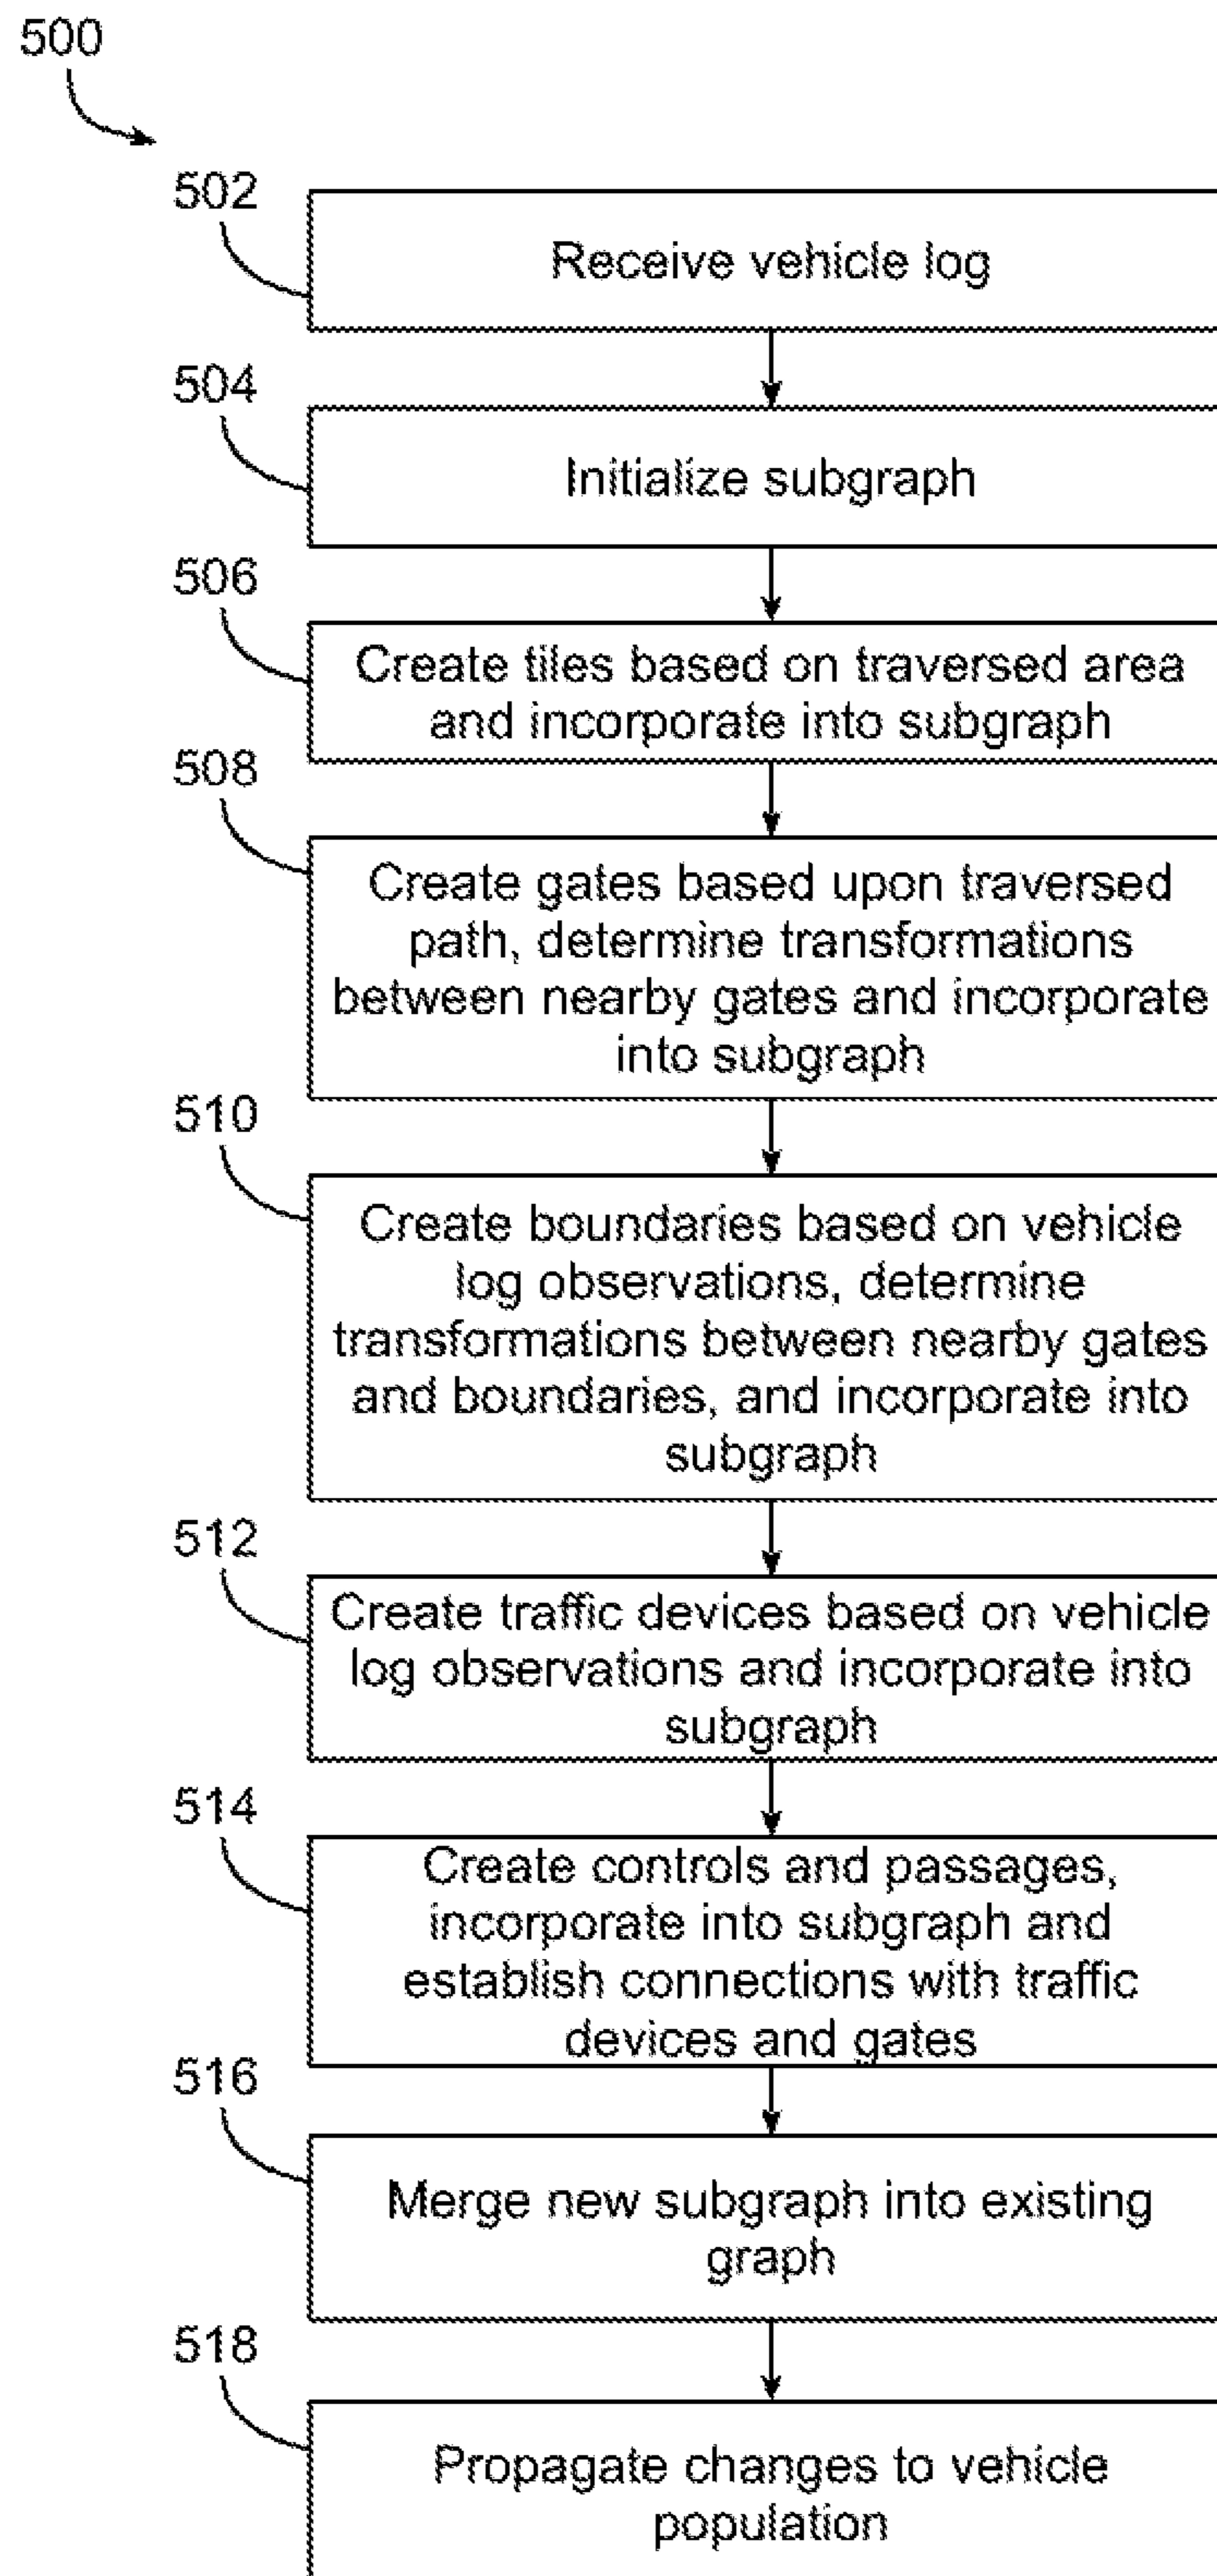 500
502
Receive vehicle log
504
Initialize subgraph
506
Create tiles based on traversed area
and incorporate into subgraph
508
Create gates based upon traversed
path, determine transformations
between nearby gates and incorporate
into subgraph
510
Create boundaries based on vehicle
log observations, determine
transformations between nearby gates
and boundaries, and incorporate into
subgraph
512
Create traffic devices based on vehicle
log observations and incorporate into
subgraph
514
Create controls and passages,
incorporate into subgraph and
establish connections with traffic
devices and gates
516
Merge new subgraph into existing
graph
518
Propagate changes to vehicle
population